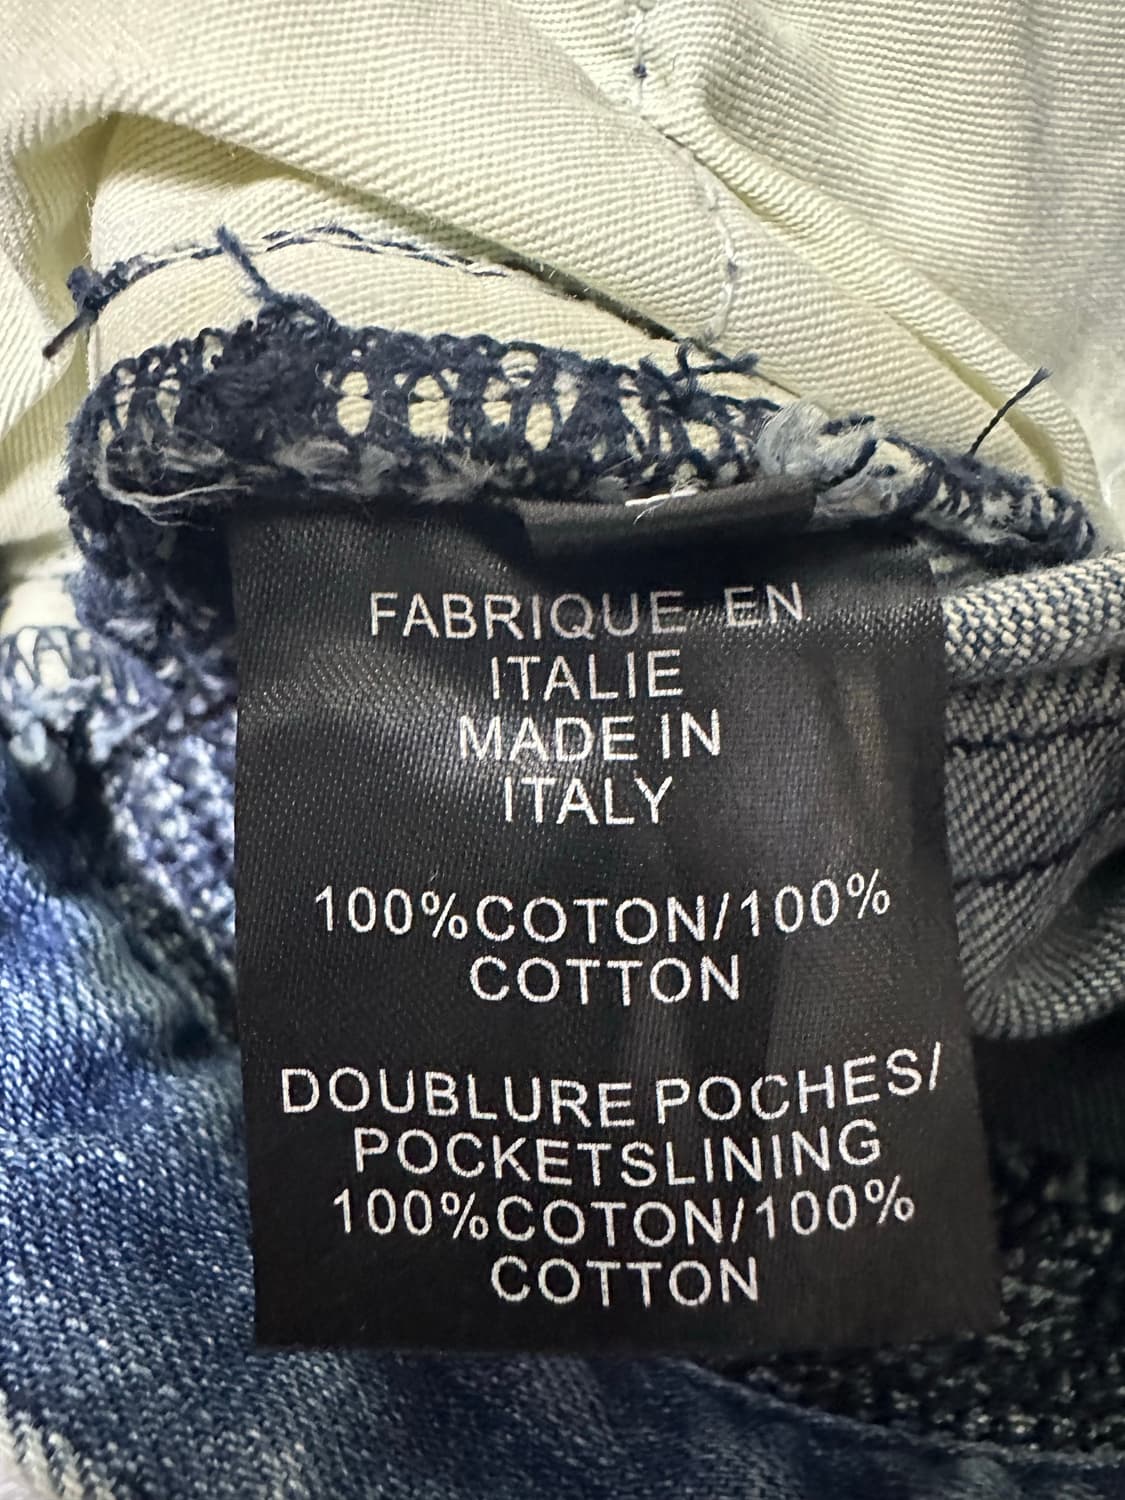 FABRIQUE EN
ITALIE
MADE IN
ITALY
100%COTON/100%
COTTON
DOUBLURE POCHES/
POCKETSLINING
100%COTON/100%
COTTON